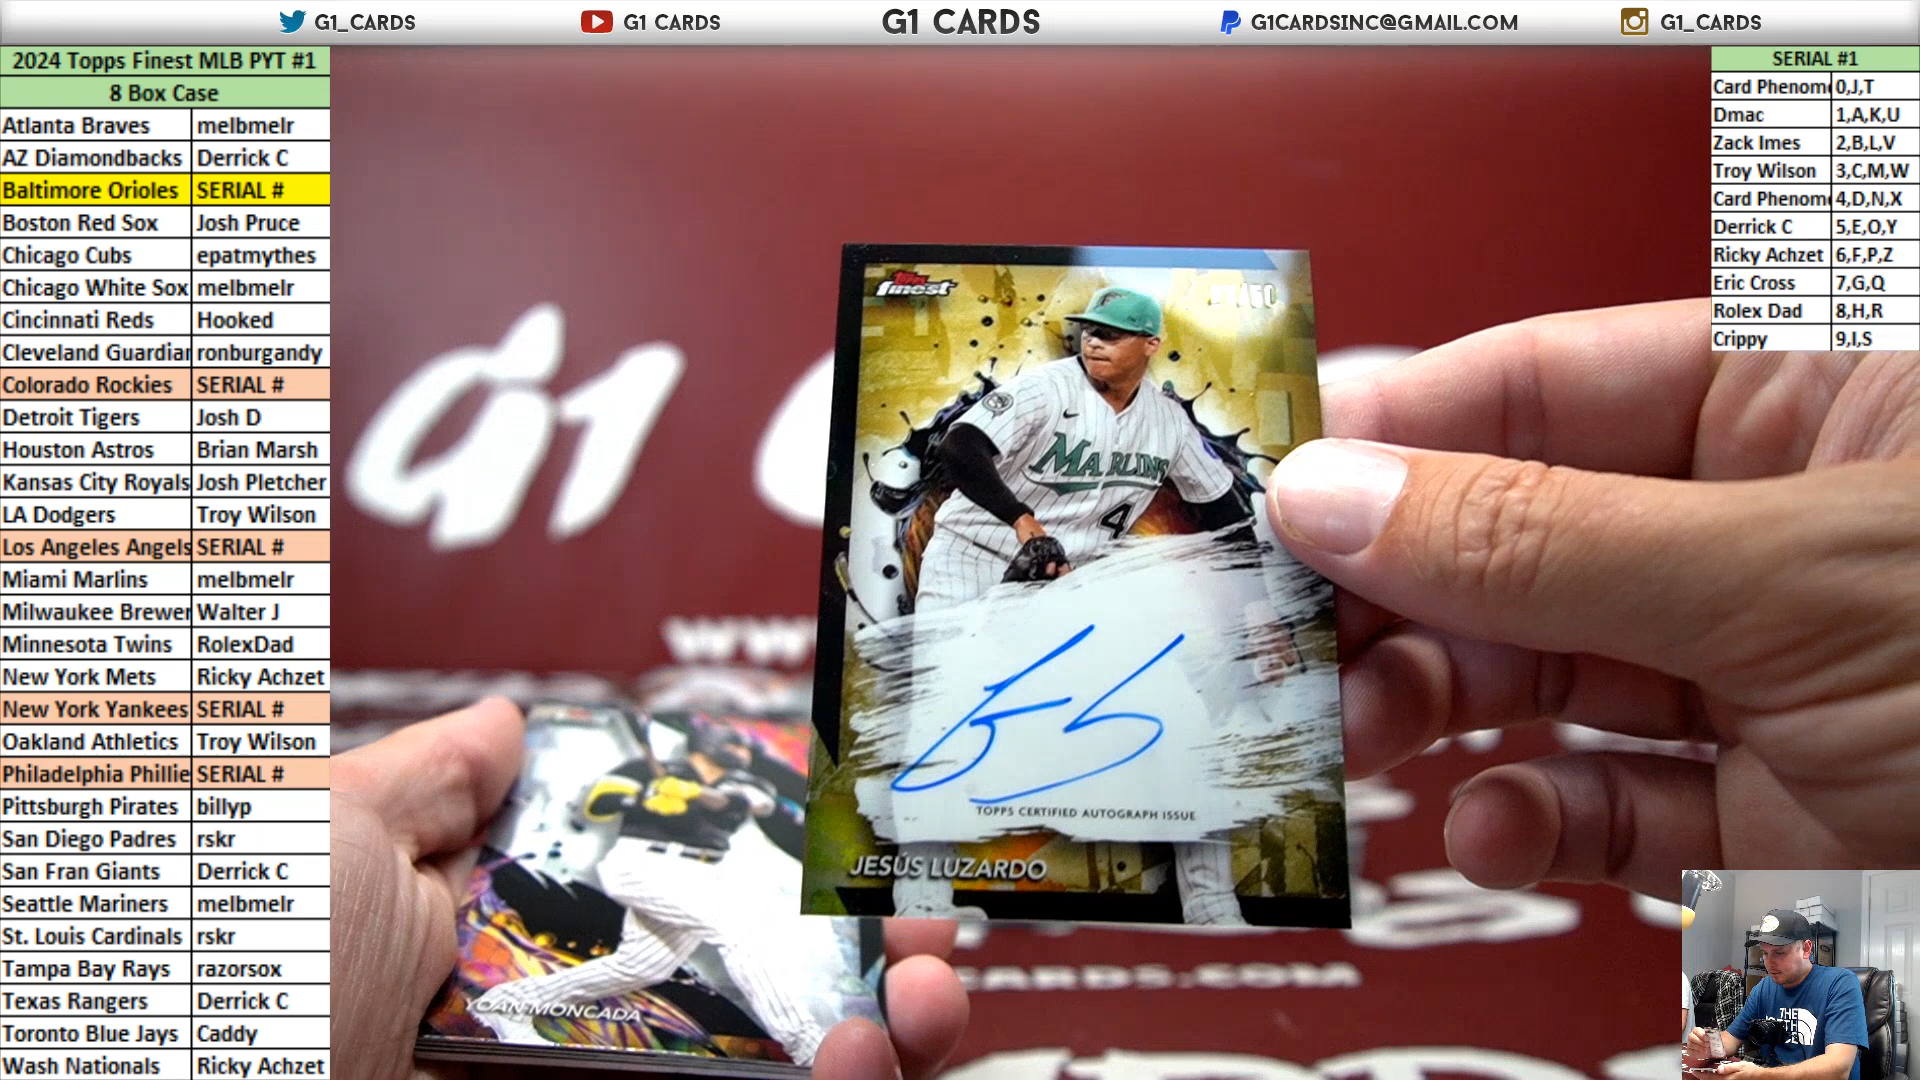 G1_CARDS G1 CARDS G1 CARDS G1CARDSINC@GMAIL.COM G1_CARDS
2024 Topps Finest MLB PYT #1
8 Box Case
Atlanta Braves melbmelr
AZ Diamondbacks Derrick C
Baltimore Orioles SERIAL #
Boston Red Sox Josh Pruce
Chicago Cubs epatmythes
Chicago White Sox melbmelr
Cincinnati Reds Hooked
Cleveland Guardian ronburgandy
Colorado Rockies SERIAL #
Detroit Tigers Josh D
Houston Astros Brian Marsh
Kansas City Royals Josh Pletcher
LA Dodgers Troy Wilson
Los Angeles Angels SERIAL #
Miami Marlins melbmelr
Milwaukee Brewer Walter J
Minnesota Twins RolexDad
New York Mets Ricky Achzet
New York Yankees SERIAL #
Oakland Athletics Troy Wilson
Philadelphia Phillie SERIAL #
Pittsburgh Pirates billyp
San Diego Padres rskr
San Fran Giants Derrick C
Seattle Mariners melbmelr
St. Louis Cardinals rskr
Tampa Bay Rays razorsox
Texas Rangers Derrick C
Toronto Blue Jays Caddy
Wash Nationals Ricky Achzet
SERIAL #1
Card Phenom 0,J,T
Dmac 1,A,K,U
Zack Imes 2,B,L,V
Troy Wilson 3,C,M,W
Card Phenom 4,D,N,X
Derrick C 5,E,O,Y
Ricky Achzet 6,F,P,Z
Eric Cross 7,G,Q
Rolex Dad 8,H,R
Crippy 9,I,S
G1
Topps
finest
MARLINS
4
TOPPS CERTIFIED AUTOGRAPH ISSUE
JESÚS LUZARDO
YOAN MONCADA
THE
NORTH
FACE